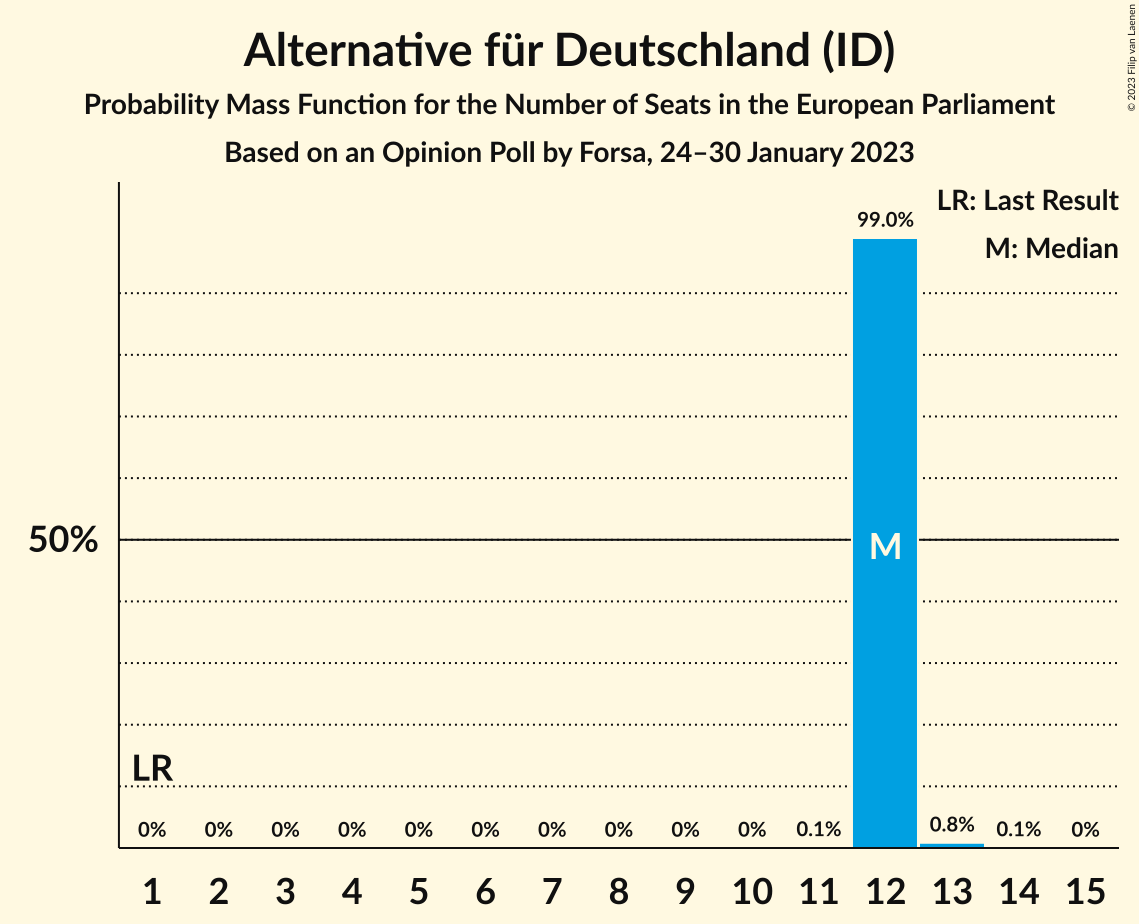 Alternative für Deutschland (ID)
Probability Mass Function for the Number of Seats in the European Parliament
Based on an Opinion Poll by Forsa, 24–30 January 2023
© 2023 Filip van Laenen
LR: Last Result
M: Median
99.0%
50%
M
LR
0% 0% 0% 0% 0% 0% 0% 0% 0% 0% 0.1% 0.8% 0.1% 0%
1 2 3 4 5 6 7 8 9 10 11 12 13 14 15